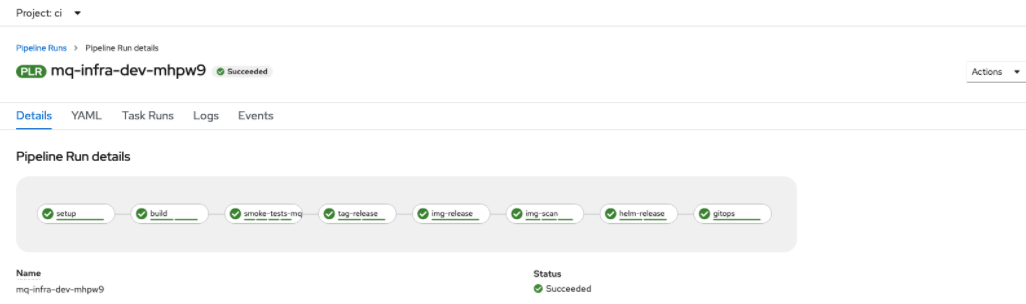 Project: ci
Pipeline Runs > Pipeline Run details
PLR mq-infra-dev-mhpw9 Succeeded
Actions
Details YAML Task Runs Logs Events
Pipeline Run details
setup build smoke-tests-mq tag-release img-release img-scan helm-release gitops
Name Status
mq-infra-dev-mhpw9 Succeeded